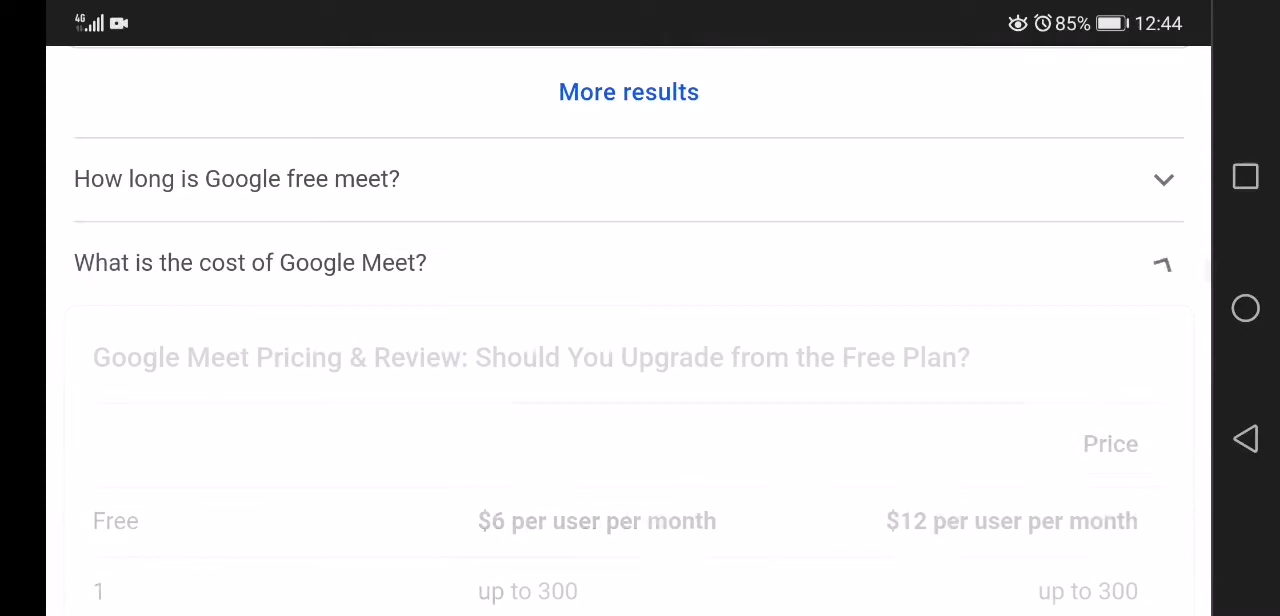 4G 85% 12:44
More results
How long is Google free meet?
What is the cost of Google Meet?
Google Meet Pricing & Review: Should You Upgrade from the Free Plan?
Price
Free $6 per user per month $12 per user per month
1 up to 300 up to 300